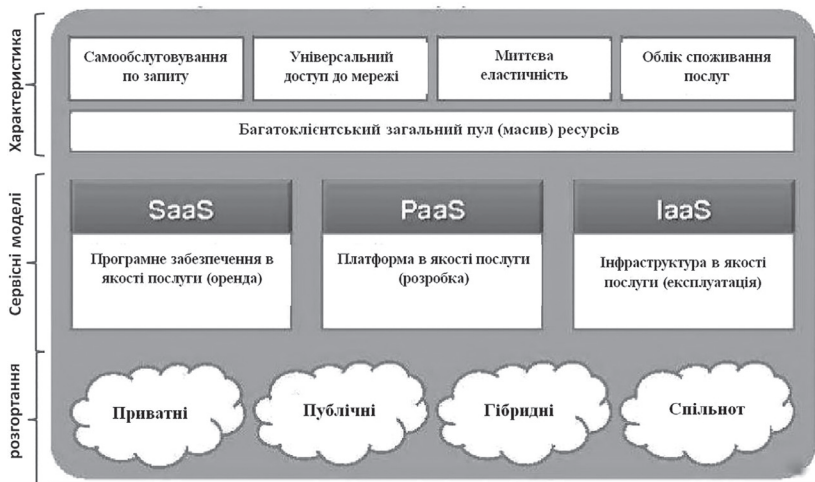 Характеристика
Самообслуговування
по запиту
Універсальний
доступ до мережі
Миттєва
еластичність
Облік споживання
послуг
Багатоклієнтський загальний пул (масив) ресурсів
Сервісні моделі
SaaS
Програмне забезпечення в
якості послуги (оренда)
PaaS
Платформа в якості послуги
(розробка)
IaaS
Інфраструктура в якості
послуги (експлуатація)
розгортання
Приватні
Публічні
Гібридні
Спільнот